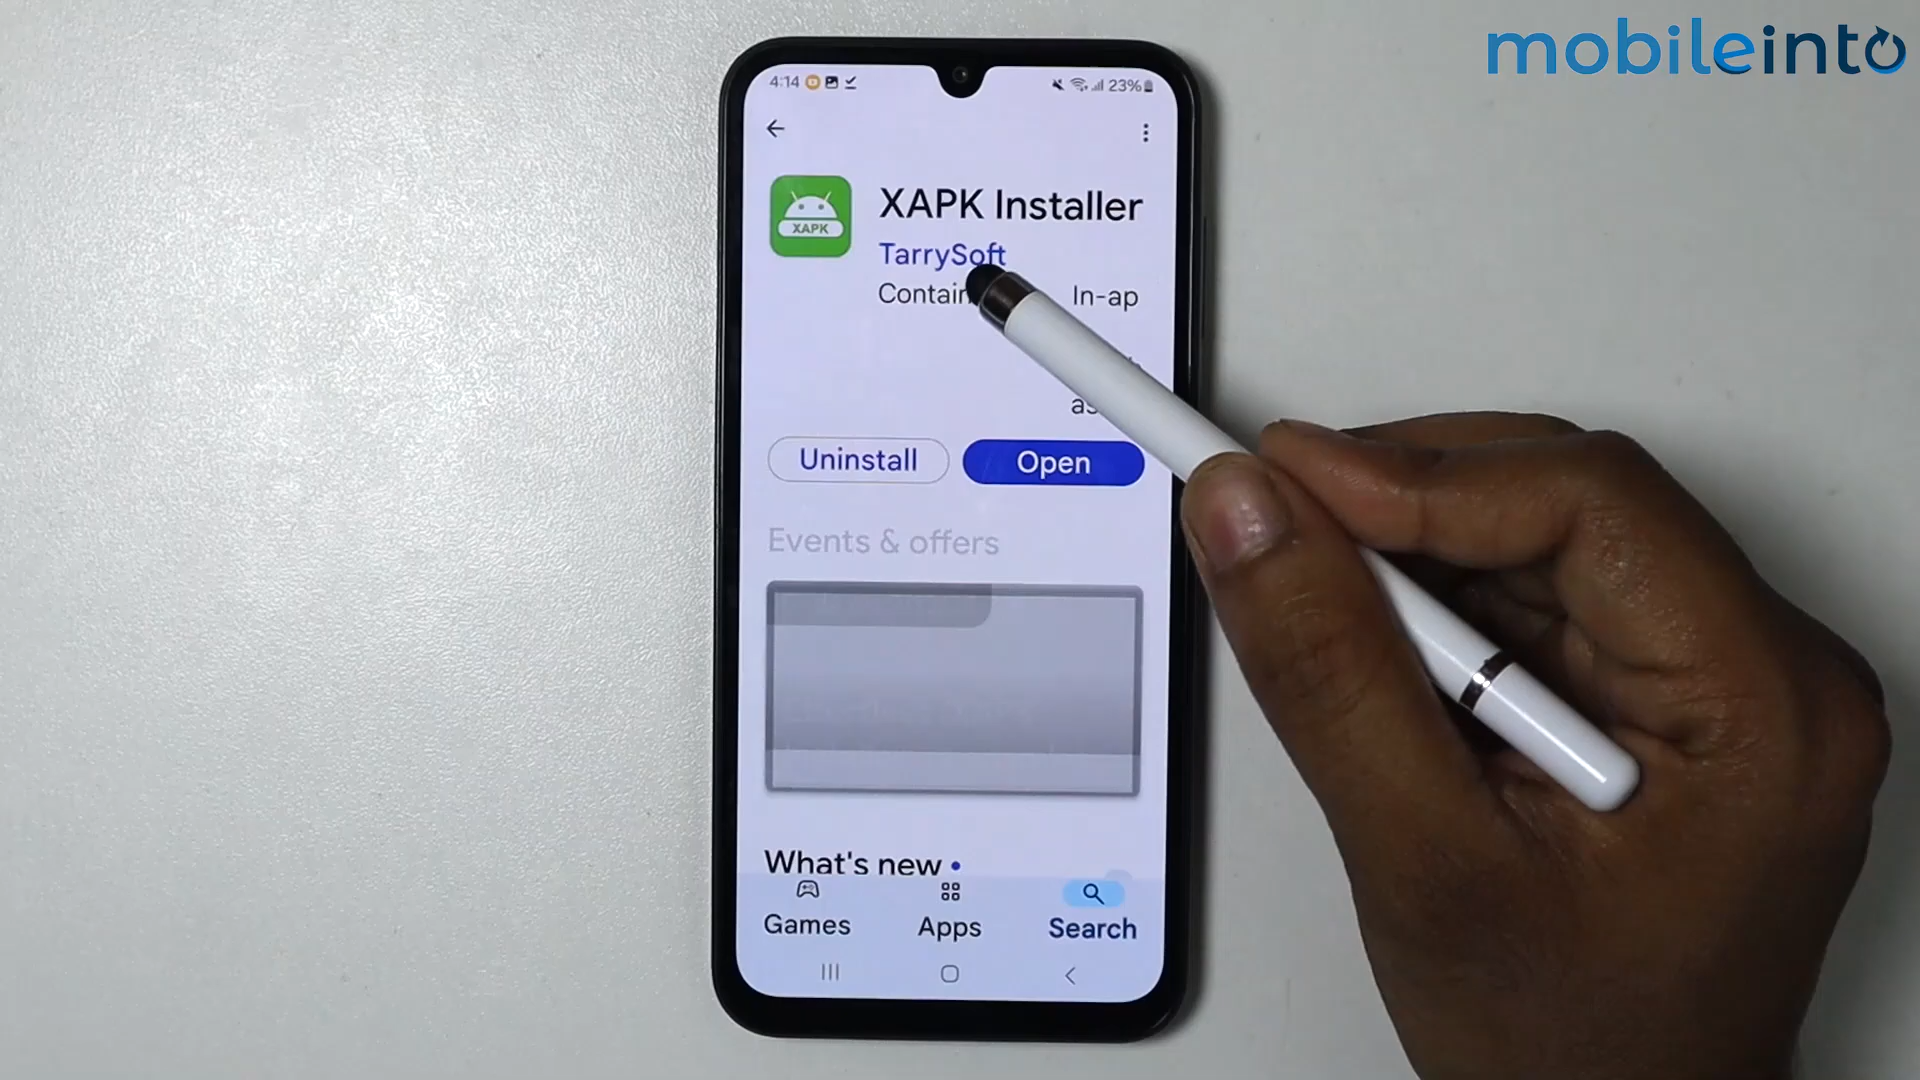 mobileinto
4:14
23%
XAPK Installer
XAPK
TarrySoft
In-ap
Uninstall
Open
Events & offers
What's new
Games
Apps
Search